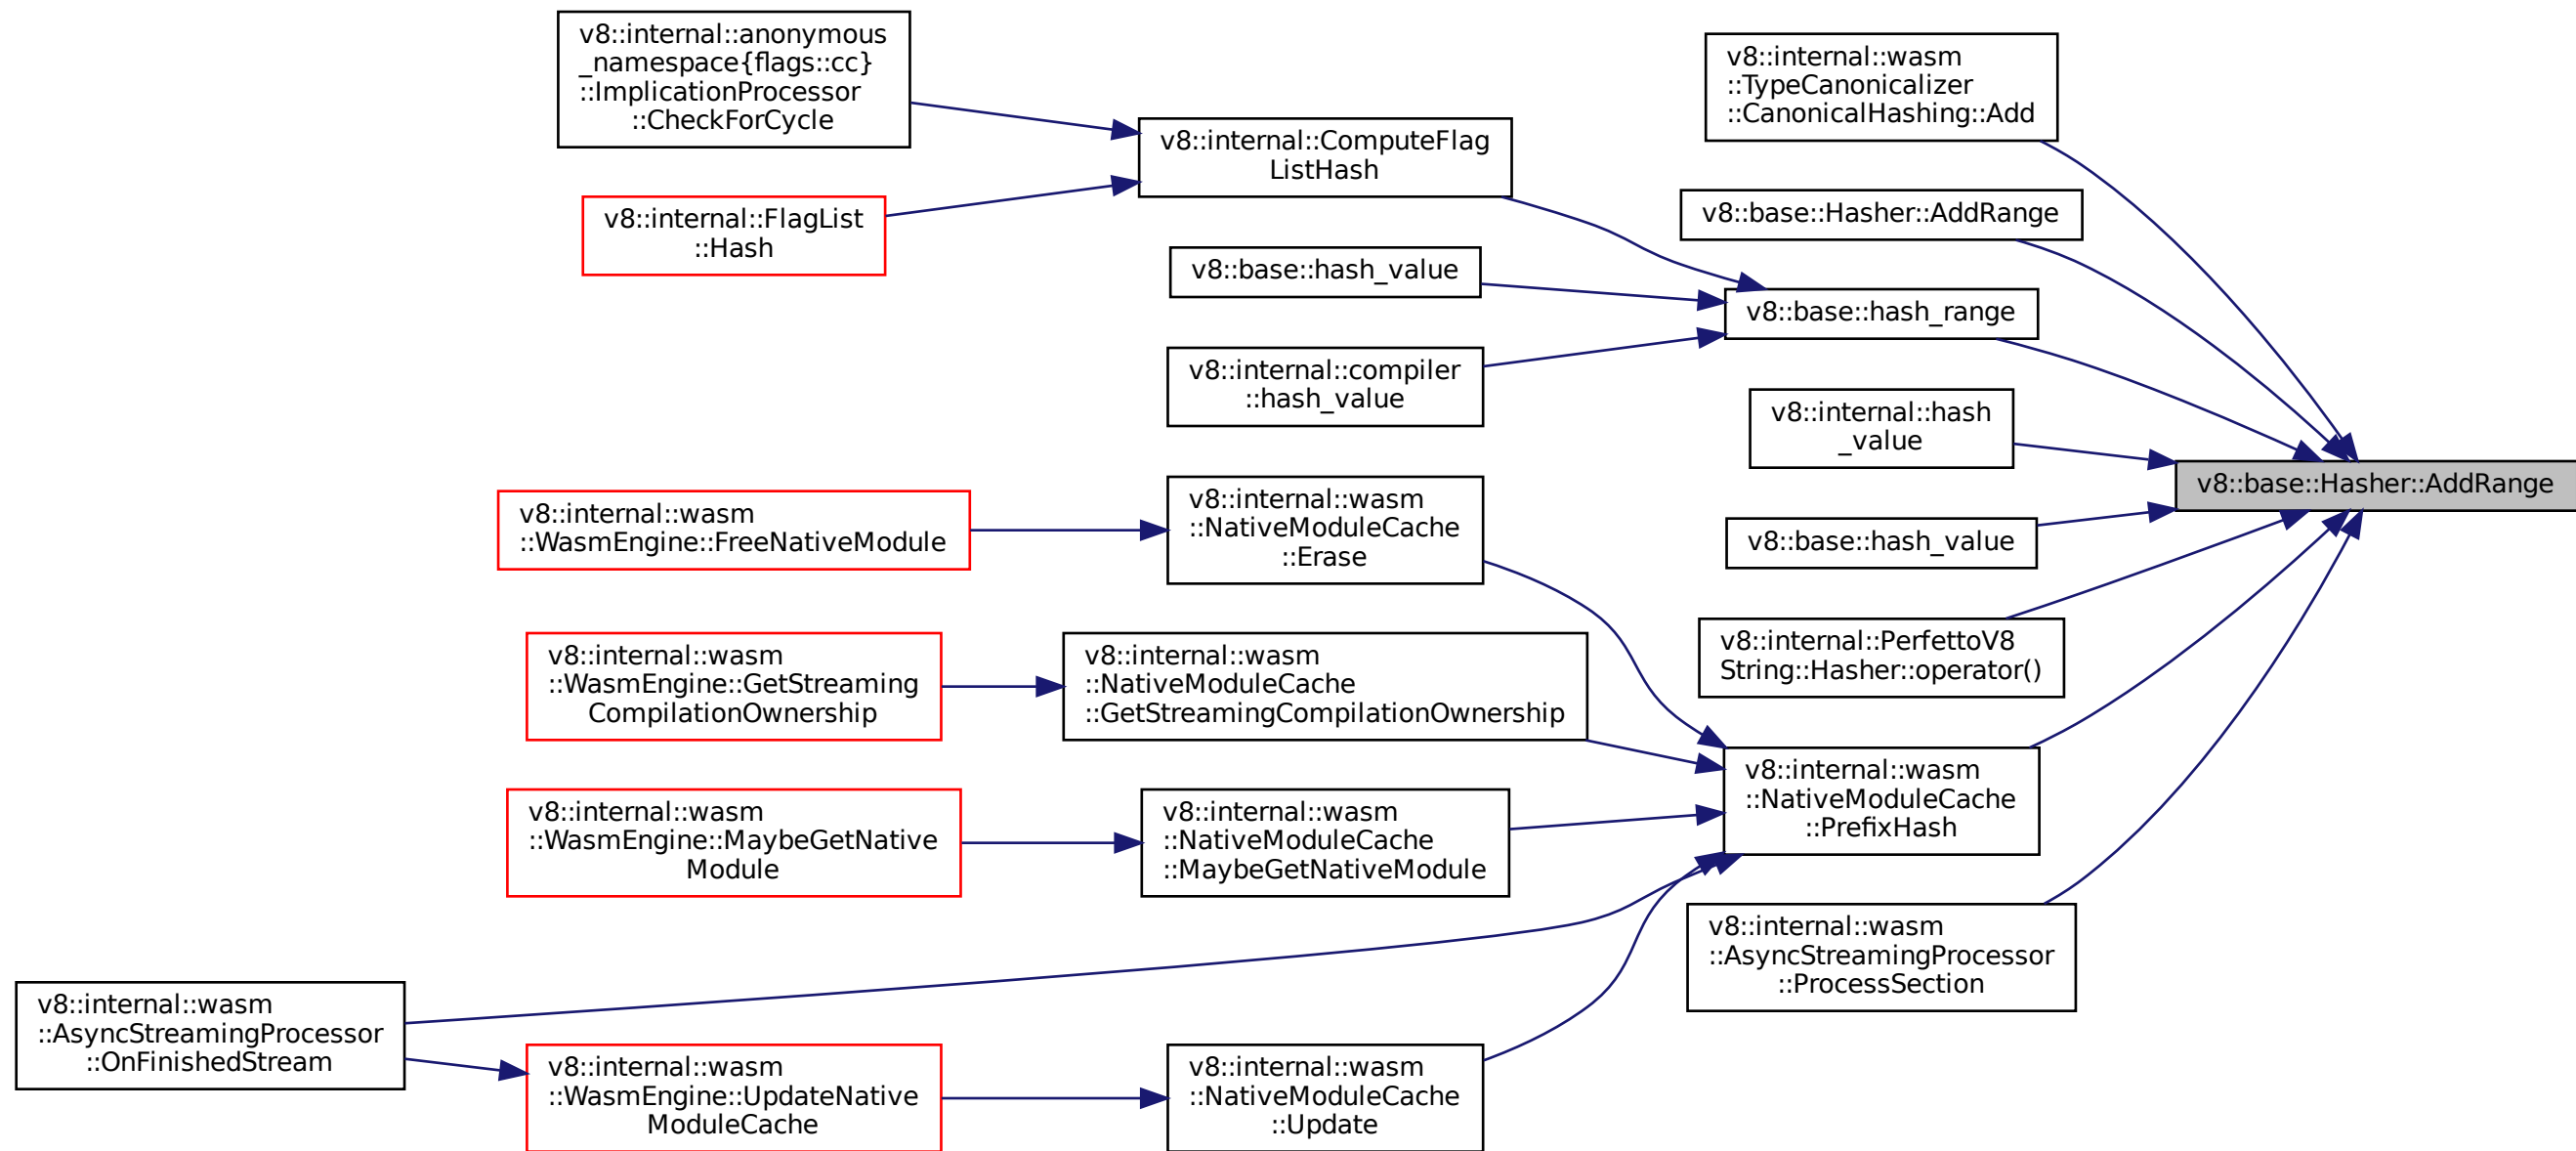 v8::internal::anonymous
_namespace{flags::cc}
::ImplicationProcessor
::CheckForCycle
v8::internal::FlagList
::Hash
v8::internal::ComputeFlag
ListHash
v8::base::hash_value
v8::internal::compiler
::hash_value
v8::internal::wasm
::TypeCanonicalizer
::CanonicalHashing::Add
v8::base::Hasher::AddRange
v8::base::hash_range
v8::internal::hash
_value
v8::base::hash_value
v8::base::Hasher::AddRange
v8::internal::PerfettoV8
String::Hasher::operator()
v8::internal::wasm
::WasmEngine::FreeNativeModule
v8::internal::wasm
::NativeModuleCache
::Erase
v8::internal::wasm
::WasmEngine::GetStreaming
CompilationOwnership
v8::internal::wasm
::NativeModuleCache
::GetStreamingCompilationOwnership
v8::internal::wasm
::WasmEngine::MaybeGetNative
Module
v8::internal::wasm
::NativeModuleCache
::MaybeGetNativeModule
v8::internal::wasm
::NativeModuleCache
::PrefixHash
v8::internal::wasm
::AsyncStreamingProcessor
::ProcessSection
v8::internal::wasm
::AsyncStreamingProcessor
::OnFinishedStream
v8::internal::wasm
::WasmEngine::UpdateNative
ModuleCache
v8::internal::wasm
::NativeModuleCache
::Update